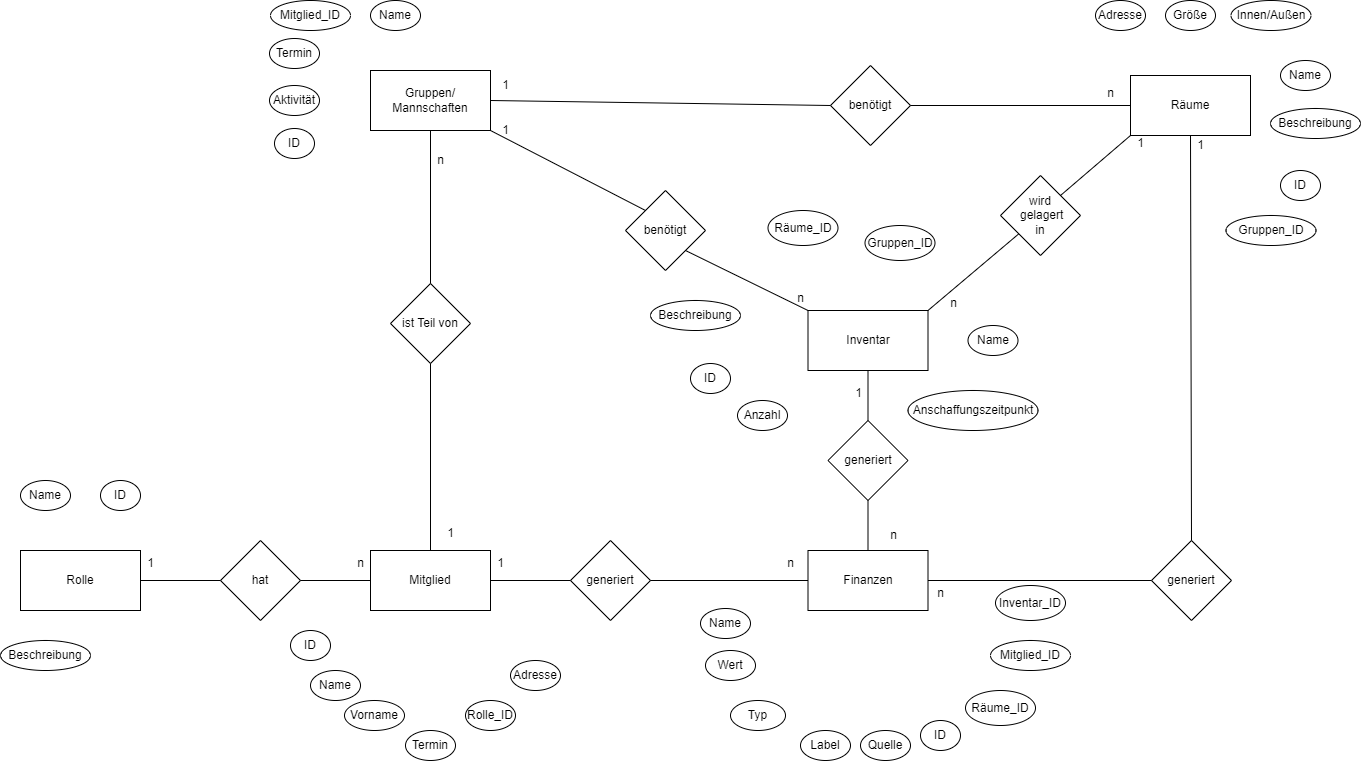 Mitglied_ID
Name
Adresse
Größe
Innen/Außen
Termin
Aktivität
ID
Gruppen/
Mannschaften
1
benötigt
n
Räume
Name
Beschreibung
ID
Gruppen_ID
1
n
1
1
benötigt
wird
gelagert
in
Räume_ID
Gruppen_ID
n
n
Beschreibung
Inventar
Name
ist Teil von
ID
Anzahl
1
Anschaffungszeitpunkt
generiert
Name
ID
1
n
Rolle
1
hat
n
Mitglied
1
generiert
n
Finanzen
n
generiert
Beschreibung
ID
Name
Vorname
Termin
Rolle_ID
Adresse
Name
Wert
Typ
Label
Quelle
ID
Räume_ID
Mitglied_ID
Inventar_ID